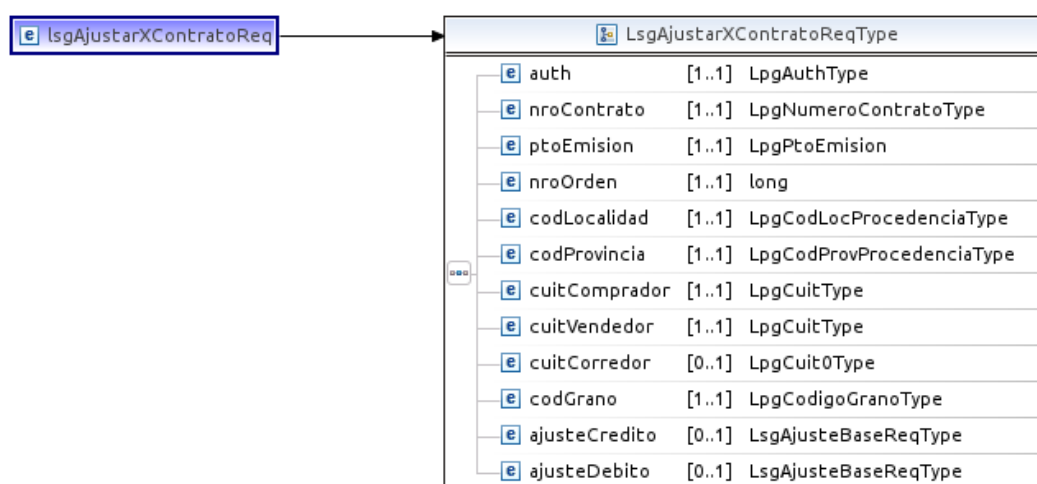 e lsgAjustarXContratoReq
LsgAjustarXContratoReqType
e auth [1..1] LpgAuthType
e nroContrato [1..1] LpgNumeroContratoType
e ptoEmision [1..1] LpgPtoEmision
e nroOrden [1..1] long
e codLocalidad [1..1] LpgCodLocProcedenciaType
e codProvincia [1..1] LpgCodProvProcedenciaType
e cuitComprador [1..1] LpgCuitType
e cuitVendedor [1..1] LpgCuitType
e cuitCorredor [0..1] LpgCuit0Type
e codGrano [1..1] LpgCodigoGranoType
e ajusteCredito [0..1] LsgAjusteBaseReqType
e ajusteDebito [0..1] LsgAjusteBaseReqType